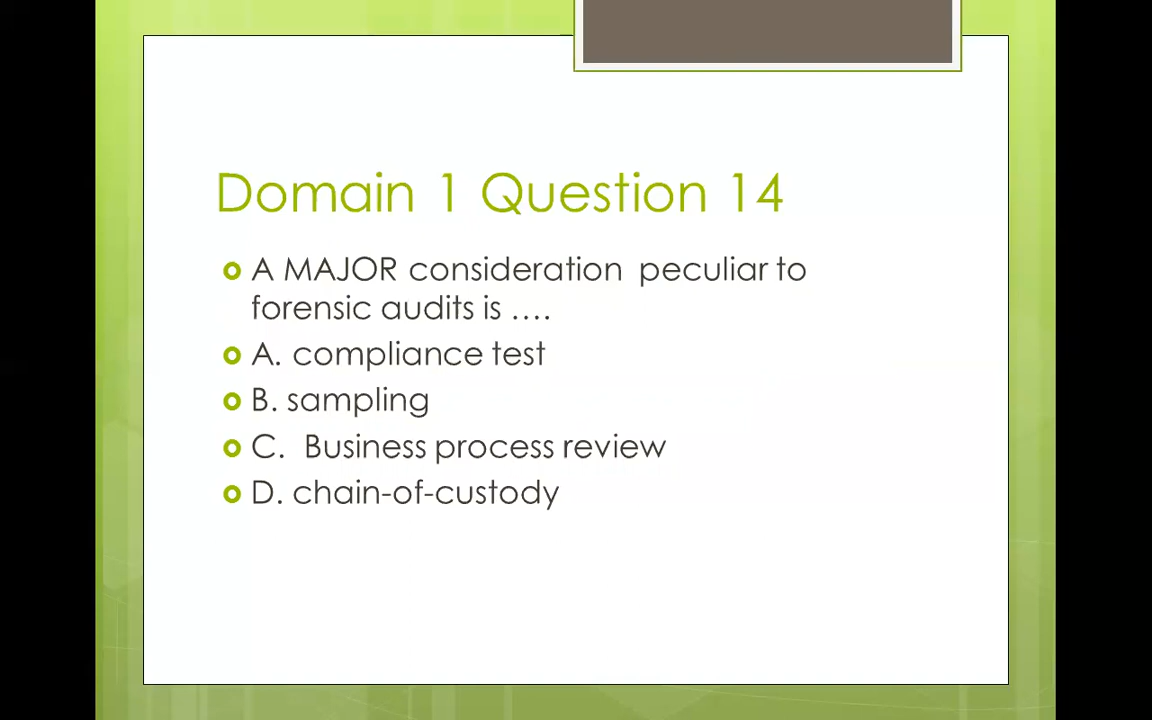 Domain 1 Question 14
A MAJOR consideration peculiar to
forensic audits is ....
A. compliance test
B. sampling
C. Business process review
D. chain-of-custody